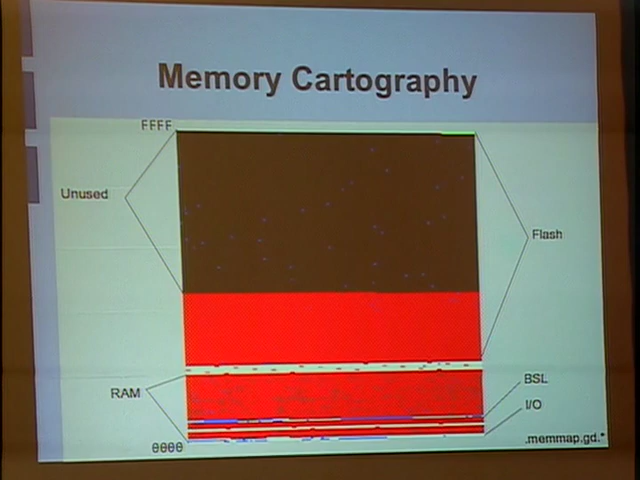 Memory Cartography
FFFF
Unused
Flash
RAM
BSL
I/O
0000
.memmap.gd.*